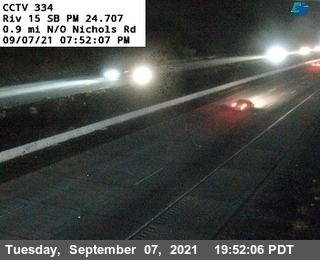 CCTV 334
Riv 15 SB PM 24.707
0.9 mi N/O Nichols Rd
09/07/21 07:52:07 PM
Tuesday, September 07, 2021 19:52:06 PDT